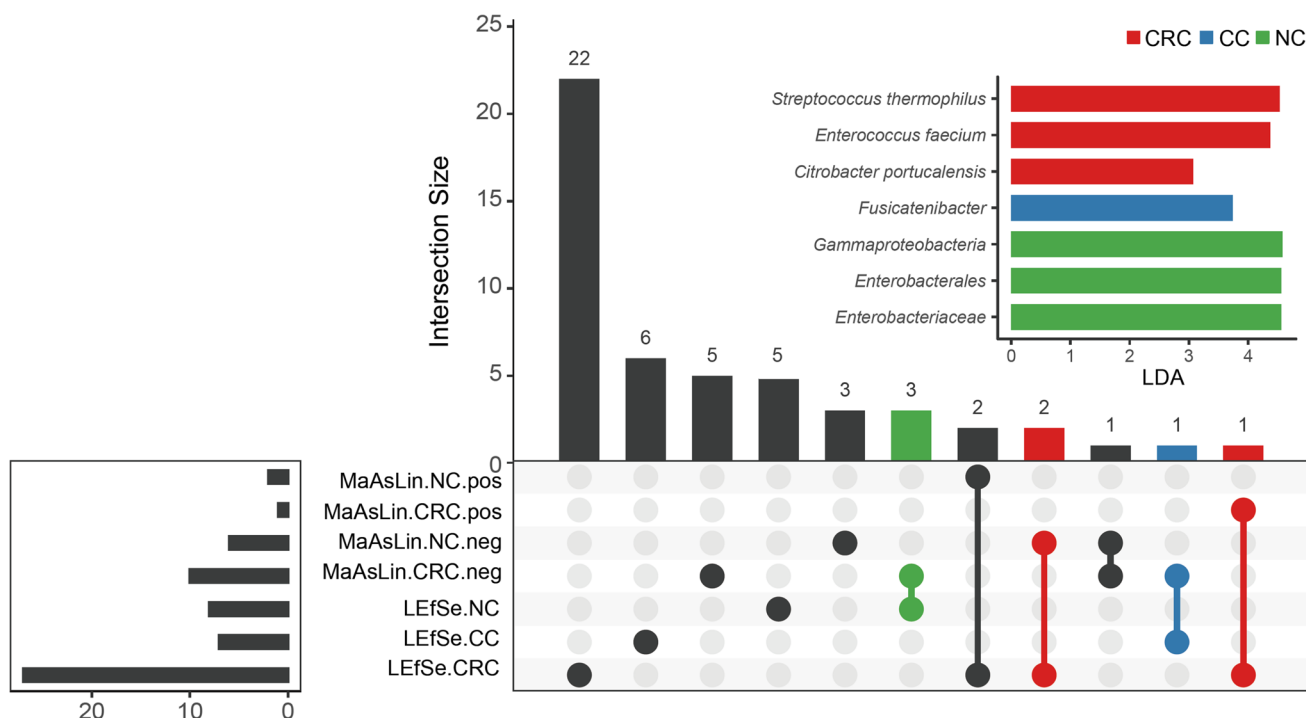 25
20
15
10
5
0
Intersection Size
22
6
5
5
3
3
2
2
1
1
1
CRC CC NC
Streptococcus thermophilus
Enterococcus faecium
Citrobacter portucalensis
Fusicatenibacter
Gammaproteobacteria
Enterobacterales
Enterobacteriaceae
0 1 2 3 4
LDA
MaAsLin.NC.pos
MaAsLin.CRC.pos
MaAsLin.NC.neg
MaAsLin.CRC.neg
LEfSe.NC
LEfSe.CC
LEfSe.CRC
20 10 0